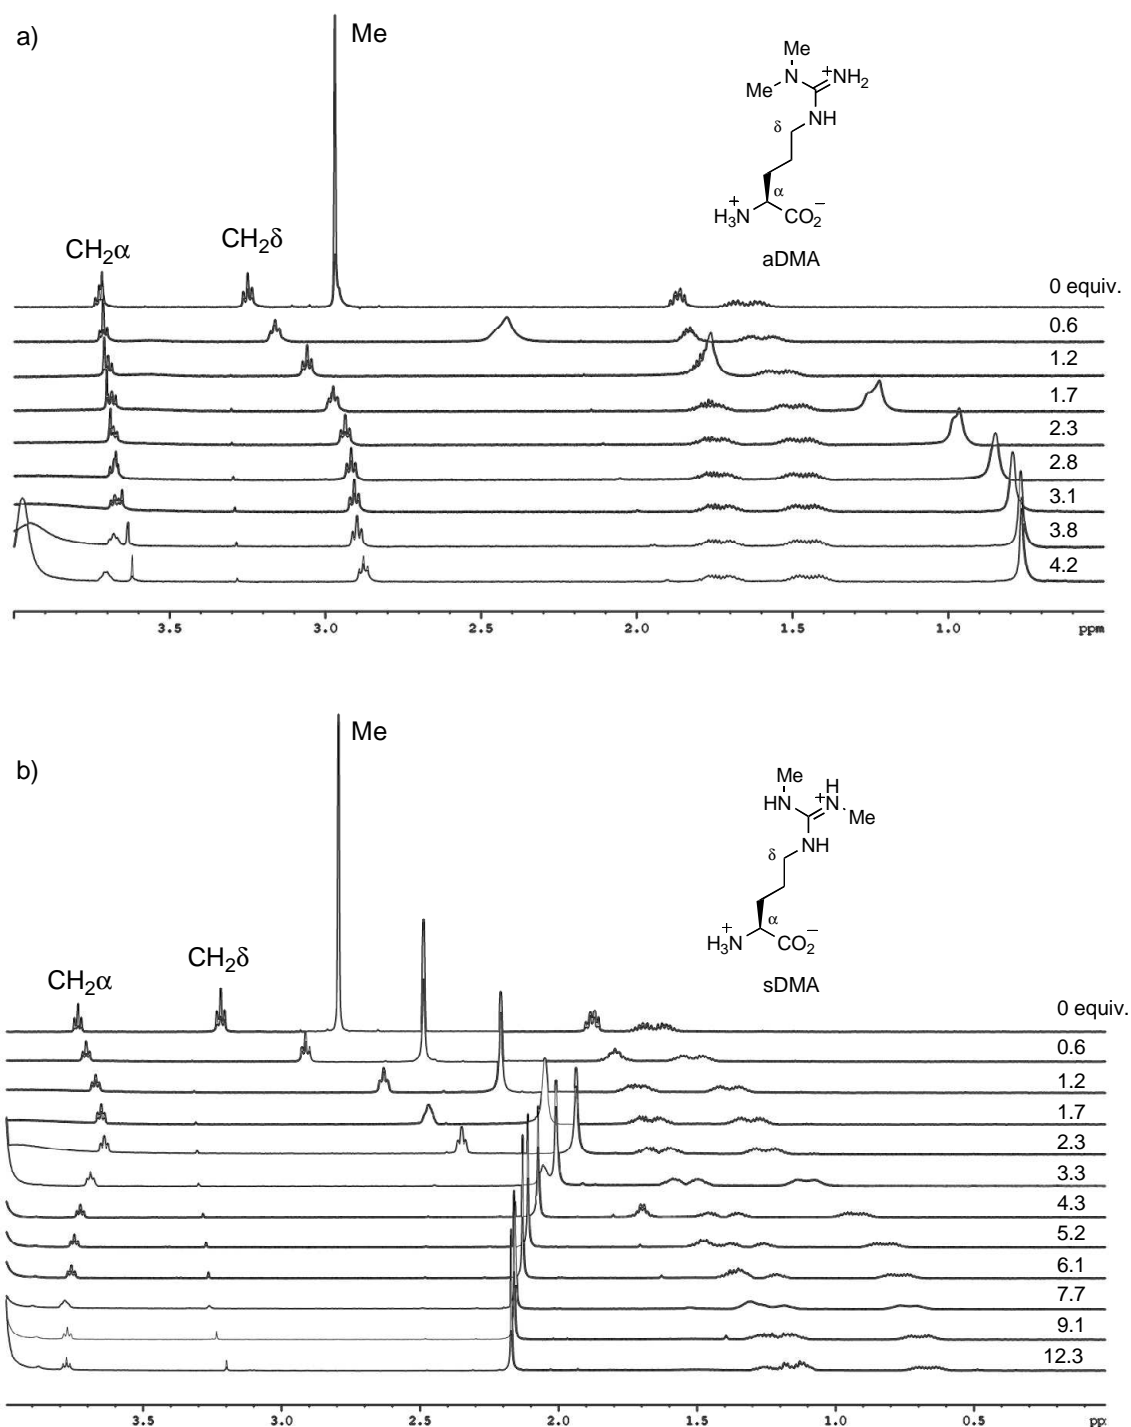 a)
Me
Me
N
+
NH2
Me
NH
δ
α
+
H3N
CO2−
aDMA
CH2α
CH2δ
0 equiv.
0.6
1.2
1.7
2.3
2.8
3.1
3.8
4.2
3.5 3.0 2.5 2.0 1.5 1.0 ppm
b)
Me
Me
H
HN
+
N
Me
NH
δ
α
+
H3N
CO2−
sDMA
CH2α
CH2δ
0 equiv.
0.6
1.2
1.7
2.3
3.3
4.3
5.2
6.1
7.7
9.1
12.3
3.5 3.0 2.5 2.0 1.5 1.0 0.5 pp